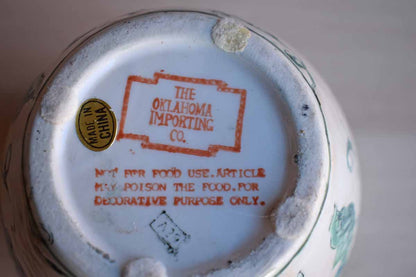 THE
OKLAHOMA
IMPORTING
CO.
MADE IN
CHINA
NOT FPR FOOD USE.ARTICLE
MAY POISON THE FOOD.FOR
DECORATIVE PURPOSE ONLY.